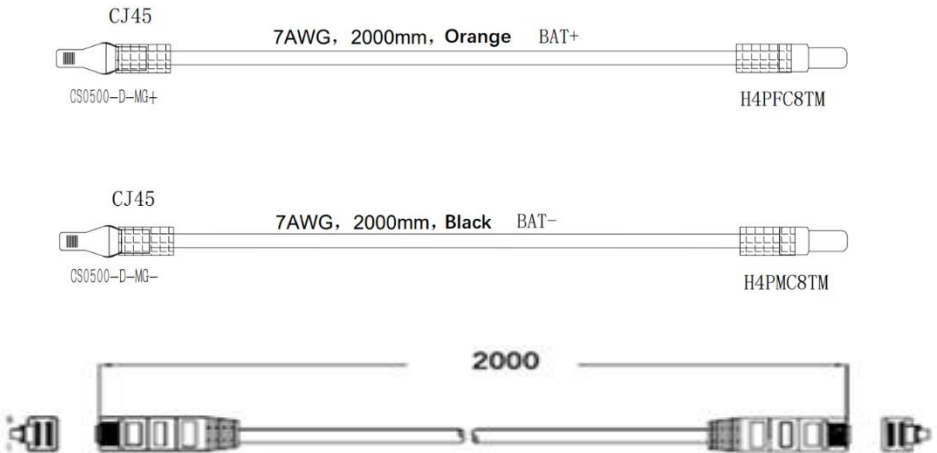 CJ45
7AWG, 2000mm, Orange BAT+
CS0500-D-MG+
H4PFC8TM
CJ45
7AWG, 2000mm, Black BAT-
CS0500-D-MG-
H4PMC8TM
2000